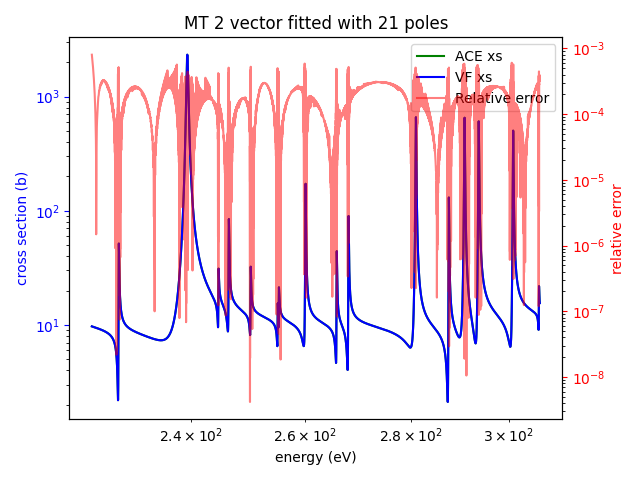 MT 2 vector fitted with 21 poles
ACE xs
VF xs
Relative error
cross section (b)
10³
10²
10¹
relative error
10⁻³
10⁻⁴
10⁻⁵
10⁻⁶
10⁻⁷
10⁻⁸
2.4 × 10² 2.6 × 10² 2.8 × 10² 3 × 10²
energy (eV)